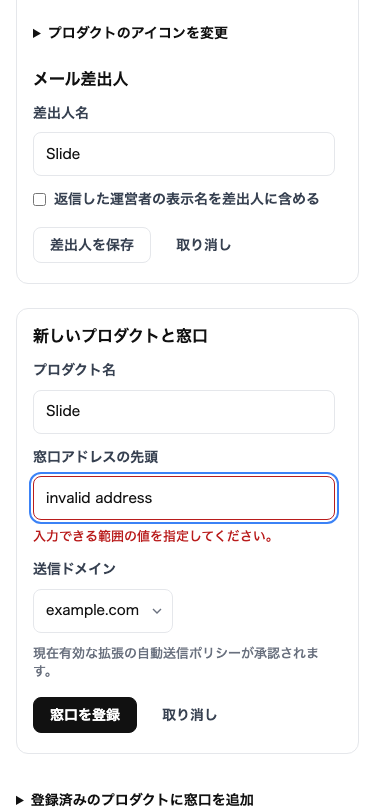 プロダクトのアイコンを変更
メール差出人
差出人名
Slide
返信した運営者の表示名を差出人に含める
差出人を保存 取り消し
新しいプロダクトと窓口
プロダクト名
Slide
窓口アドレスの先頭
invalid address
入力できる範囲の値を指定してください。
送信ドメイン
example.com
現在有効な拡張の自動送信ポリシーが承認されま
す。
窓口を登録 取り消し
登録済みのプロダクトに窓口を追加